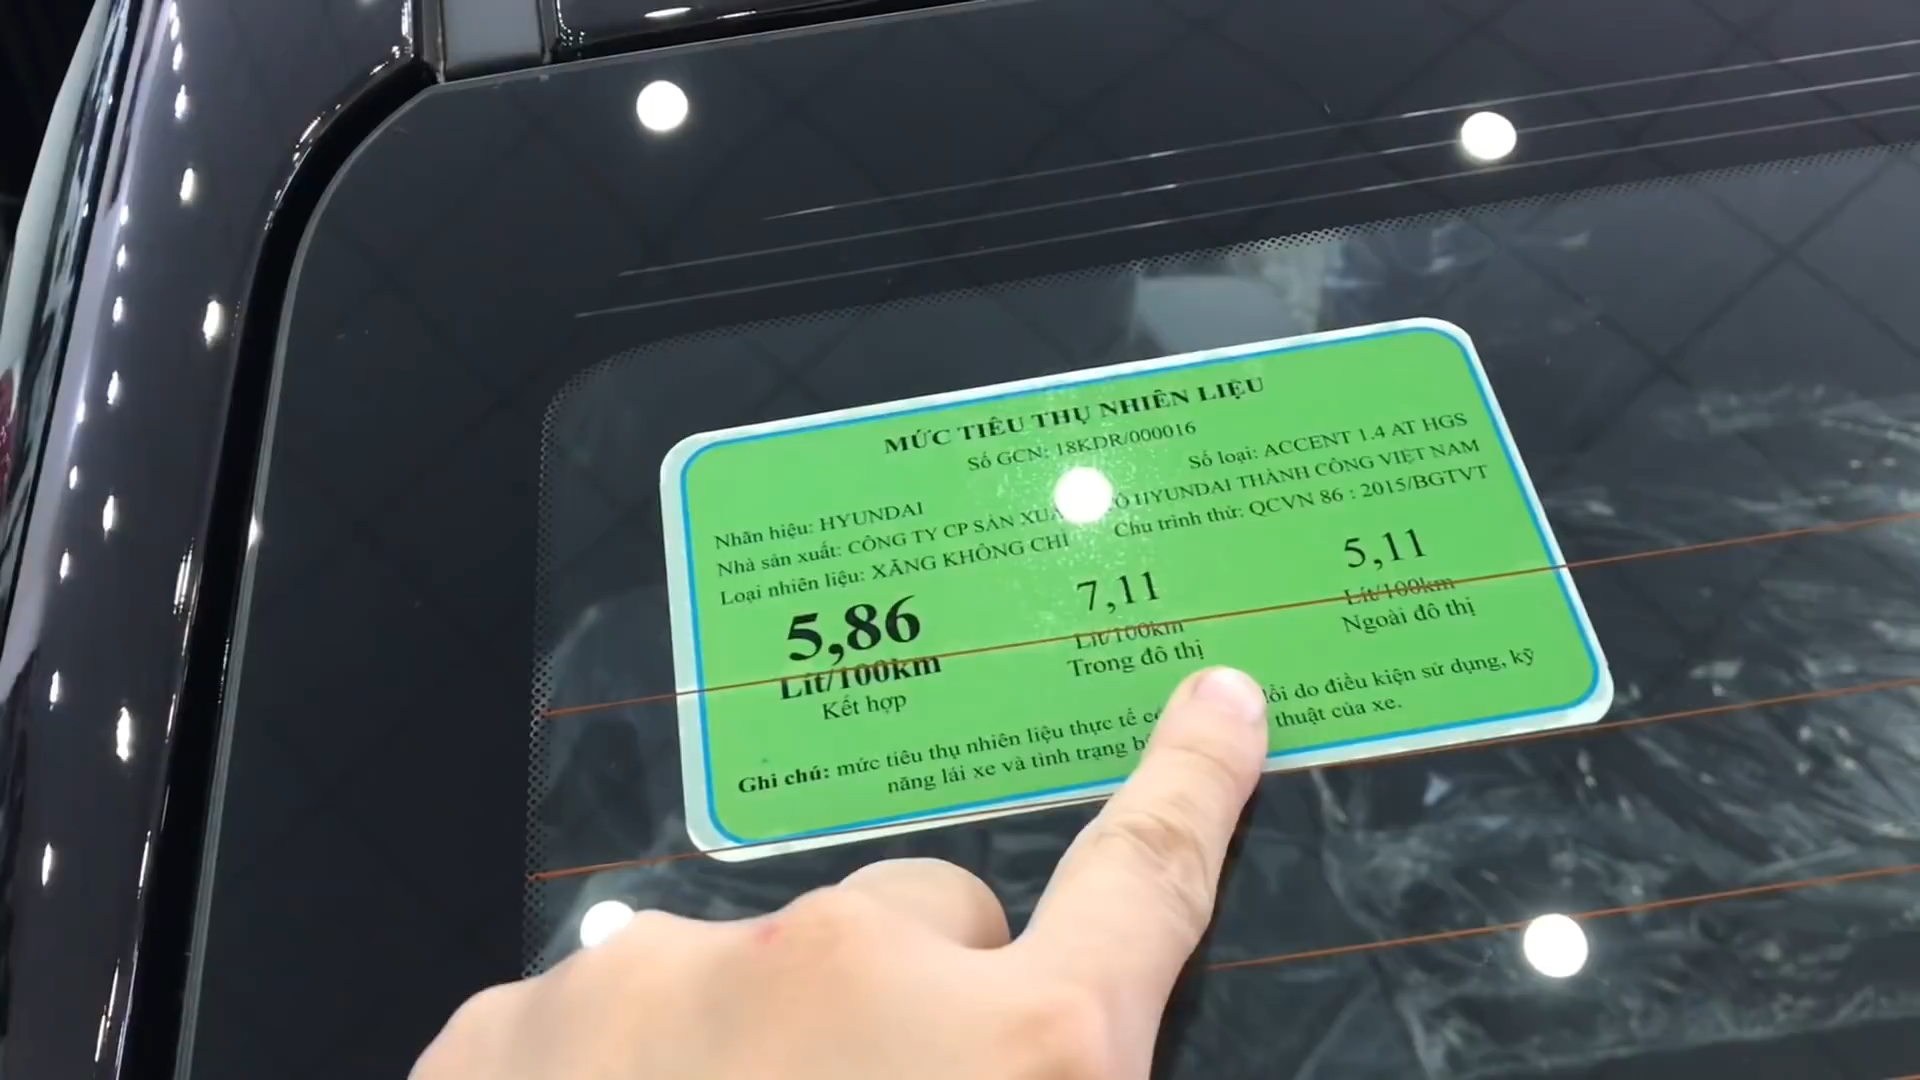 MỨC TIÊU THỤ NHIÊN LIỆU
Số GCN: 18KDR/000016
Nhãn hiệu: HYUNDAI Số loại: ACCENT 1.4 AT HGS
Nhà sản xuất: CÔNG TY CP SẢN XUẤ Ô HYUNDAI THÀNH CÔNG VIỆT NAM
Loại nhiên liệu: XĂNG KHÔNG CHÌ Chu trình thử: QCVN 86 : 2015/BGTVT
5,86 7,11 5,11
Lít/100km Lít/100km Lít/100km
Kết hợp Trong đô thị Ngoài đô thị
Ghi chú: mức tiêu thụ nhiên liệu thực tế đổi do điều kiện sử dụng, kỹ
năng lái xe và tình trạng thuật của xe.